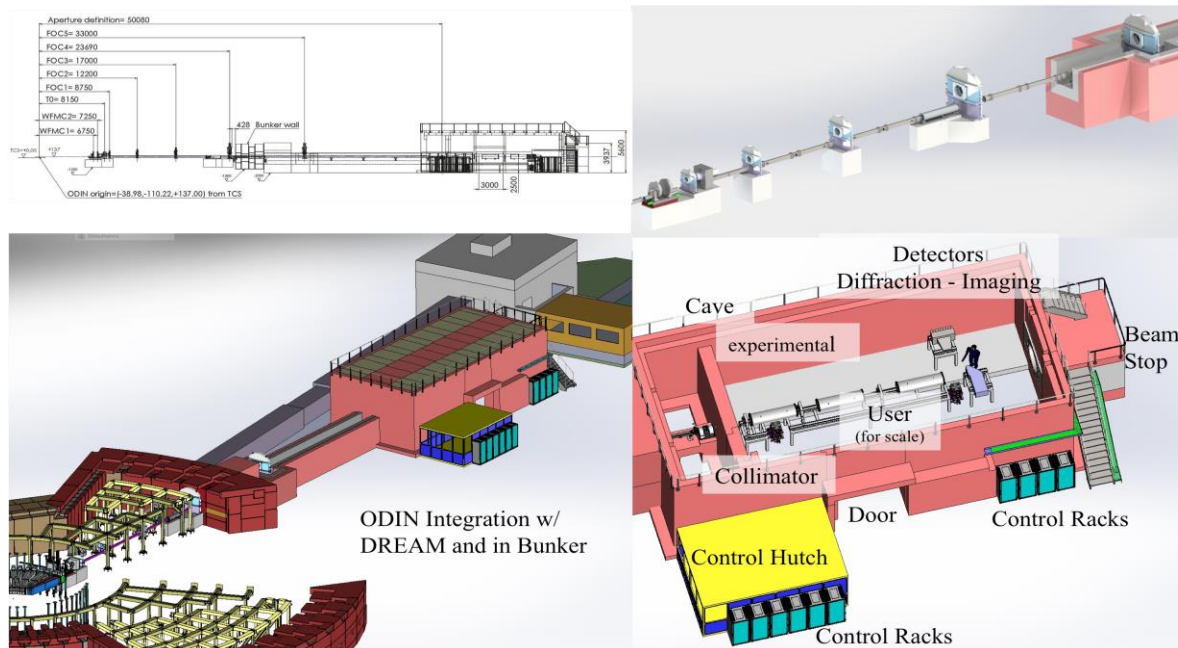 Aperture definition= 50080
FOC5= 33000
FOC4= 23690
FOC3= 17000
FOC2= 12200
FOC1= 8750
T0= 8150
WFMC2= 7250
WFMC1= 6750
428
Bunker wall
+137
3937
5600
3000
2500
ODIN origin=(-38.98,-110.22,+137.00) from TCS
ODIN Integration w/
DREAM and in Bunker
Detectors
Diffraction - Imaging
Cave
experimental
Beam
Stop
User
(for scale)
Collimator
Door
Control Racks
Control Hutch
Control Racks